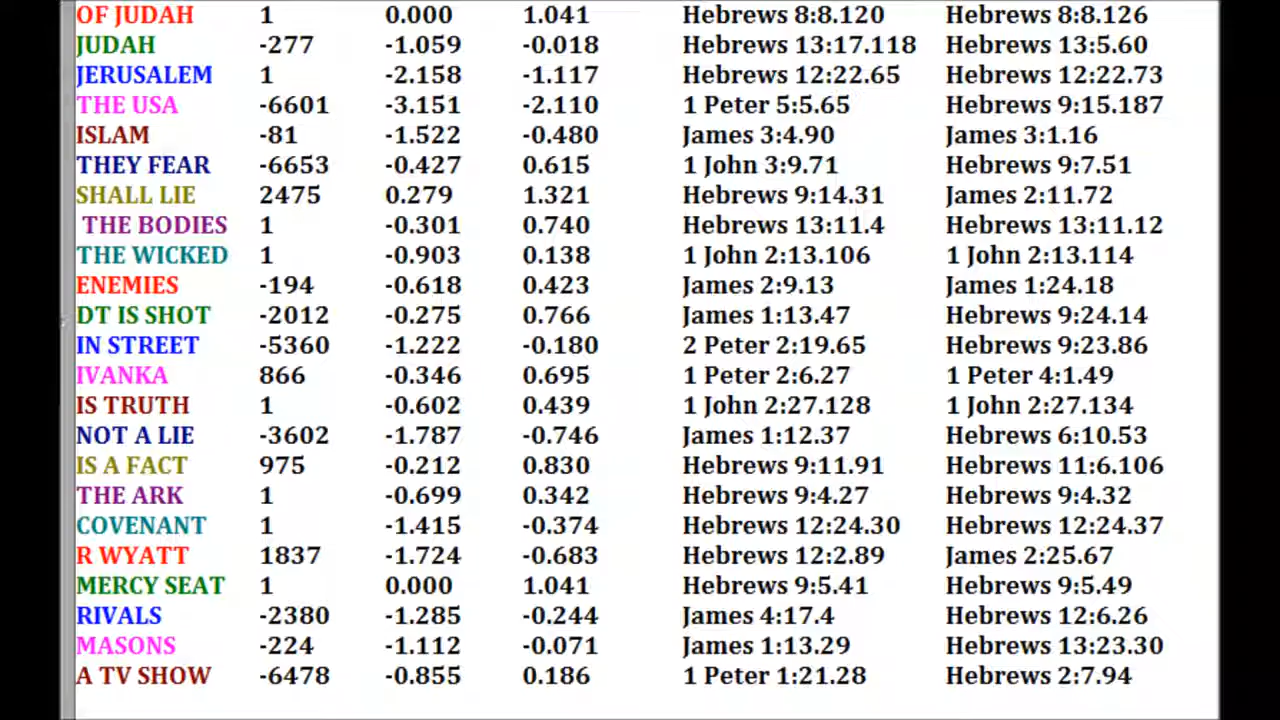 OF JUDAH 1 0.000 1.041 Hebrews 8:8.120 Hebrews 8:8.126
JUDAH -277 -1.059 -0.018 Hebrews 13:17.118 Hebrews 13:5.60
JERUSALEM 1 -2.158 -1.117 Hebrews 12:22.65 Hebrews 12:22.73
THE USA -6601 -3.151 -2.110 1 Peter 5:5.65 Hebrews 9:15.187
ISLAM -81 -1.522 -0.480 James 3:4.90 James 3:1.16
THEY FEAR -6653 -0.427 0.615 1 John 3:9.71 Hebrews 9:7.51
SHALL LIE 2475 0.279 1.321 Hebrews 9:14.31 James 2:11.72
THE BODIES 1 -0.301 0.740 Hebrews 13:11.4 Hebrews 13:11.12
THE WICKED 1 -0.903 0.138 1 John 2:13.106 1 John 2:13.114
ENEMIES -194 -0.618 0.423 James 2:9.13 James 1:24.18
DT IS SHOT -2012 -0.275 0.766 James 1:13.47 Hebrews 9:24.14
IN STREET -5360 -1.222 -0.180 2 Peter 2:19.65 Hebrews 9:23.86
IVANKA 866 -0.346 0.695 1 Peter 2:6.27 1 Peter 4:1.49
IS TRUTH 1 -0.602 0.439 1 John 2:27.128 1 John 2:27.134
NOT A LIE -3602 -1.787 -0.746 James 1:12.37 Hebrews 6:10.53
IS A FACT 975 -0.212 0.830 Hebrews 9:11.91 Hebrews 11:6.106
THE ARK 1 -0.699 0.342 Hebrews 9:4.27 Hebrews 9:4.32
COVENANT 1 -1.415 -0.374 Hebrews 12:24.30 Hebrews 12:24.37
R WYATT 1837 -1.724 -0.683 Hebrews 12:2.89 James 2:25.67
MERCY SEAT 1 0.000 1.041 Hebrews 9:5.41 Hebrews 9:5.49
RIVALS -2380 -1.285 -0.244 James 4:17.4 Hebrews 12:6.26
MASONS -224 -1.112 -0.071 James 1:13.29 Hebrews 13:23.30
A TV SHOW -6478 -0.855 0.186 1 Peter 1:21.28 Hebrews 2:7.94